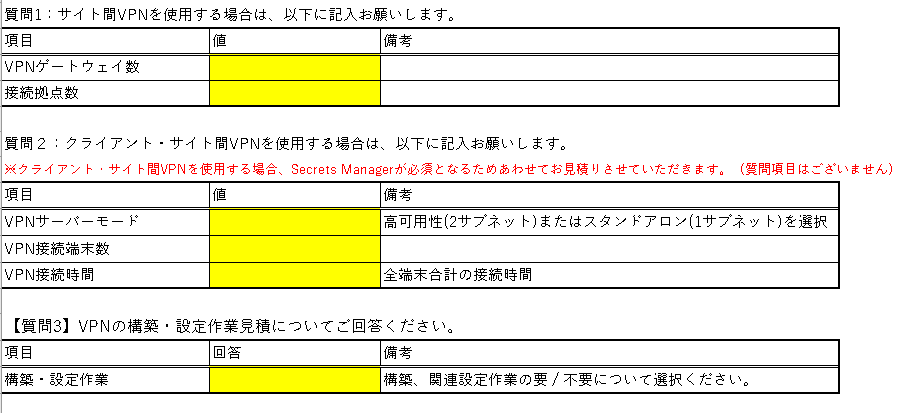 質問1：サイト間VPNを使用する場合は、以下に記入お願いします。
項目 値 備考
VPNゲートウェイ数
接続拠点数
質問２：クライアント・サイト間VPNを使用する場合は、以下に記入お願いします。
※クライアント・サイト間VPNを使用する場合、Secrets Managerが必須となるためあわせてお見積りさせていただきます。（質問項目はございません）
項目 値 備考
VPNサーバーモード 高可用性(2サブネット)またはスタンドアロン(1サブネット)を選択
VPN接続端末数
VPN接続時間 全端末合計の接続時間
【質問3】VPNの構築・設定作業見積についてご回答ください。
項目 回答 備考
構築・設定作業 構築、関連設定作業の要／不要について選択ください。